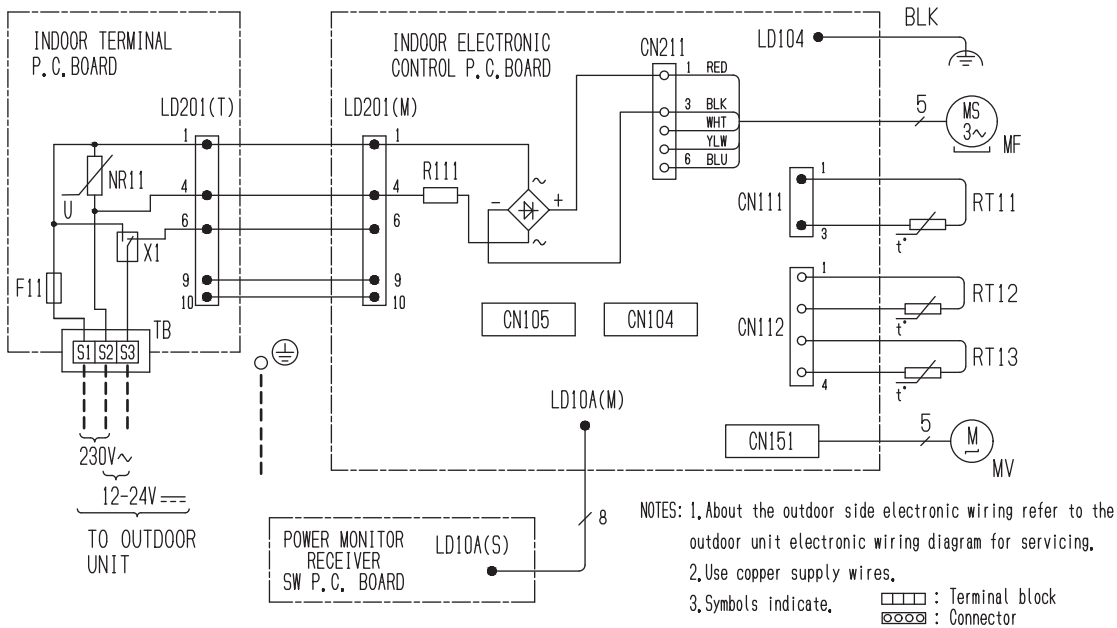 INDOOR TERMINAL
P.C.BOARD
LD201(T)
1
NR11
U
4
6
X1
F11
9
10
TB
S1 S2 S3
230V~
12-24V
TO OUTDOOR
UNIT
INDOOR ELECTRONIC
CONTROL P.C.BOARD
LD201(M)
1
R111
4
6
9
10
~
-
+
~
CN211
1 RED
3 BLK
WHT
YLW
6 BLU
LD104
BLK
5
MS
3~
MF
CN111
1
3
RT11
t°
CN112
1
4
RT12
t°
RT13
t°
CN105
CN104
LD10A(M)
CN151
5
M
MV
8
POWER MONITOR
RECEIVER
SW P.C. BOARD
LD10A(S)
NOTES: 1.About the outdoor side electronic wiring refer to the
outdoor unit electronic wiring diagram for servicing.
2.Use copper supply wires.
3.Symbols indicate.
: Terminal block
: Connector